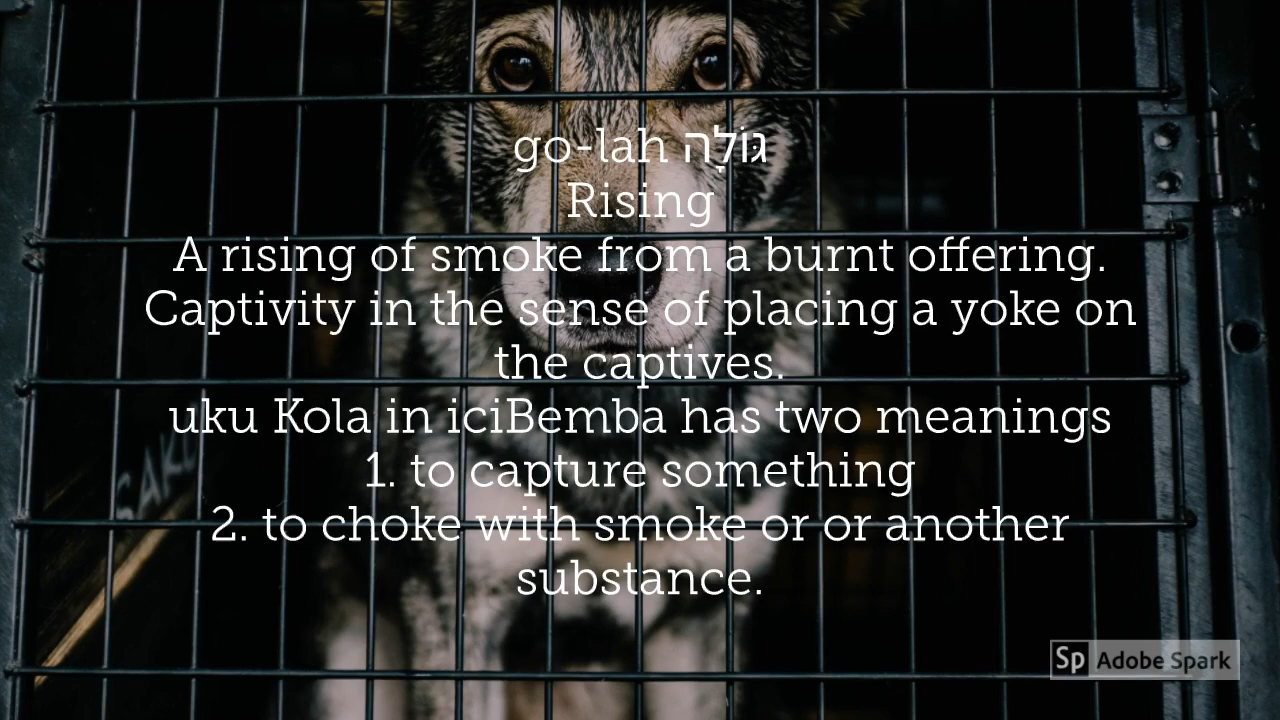 go-lah גּוֹלָה
Rising
A rising of smoke from a burnt offering.
Captivity in the sense of placing a yoke on
the captives.
uku Kola in iciBemba has two meanings
1. to capture something
2. to choke with smoke or or another
substance.
SAKU
Sp Adobe Spark